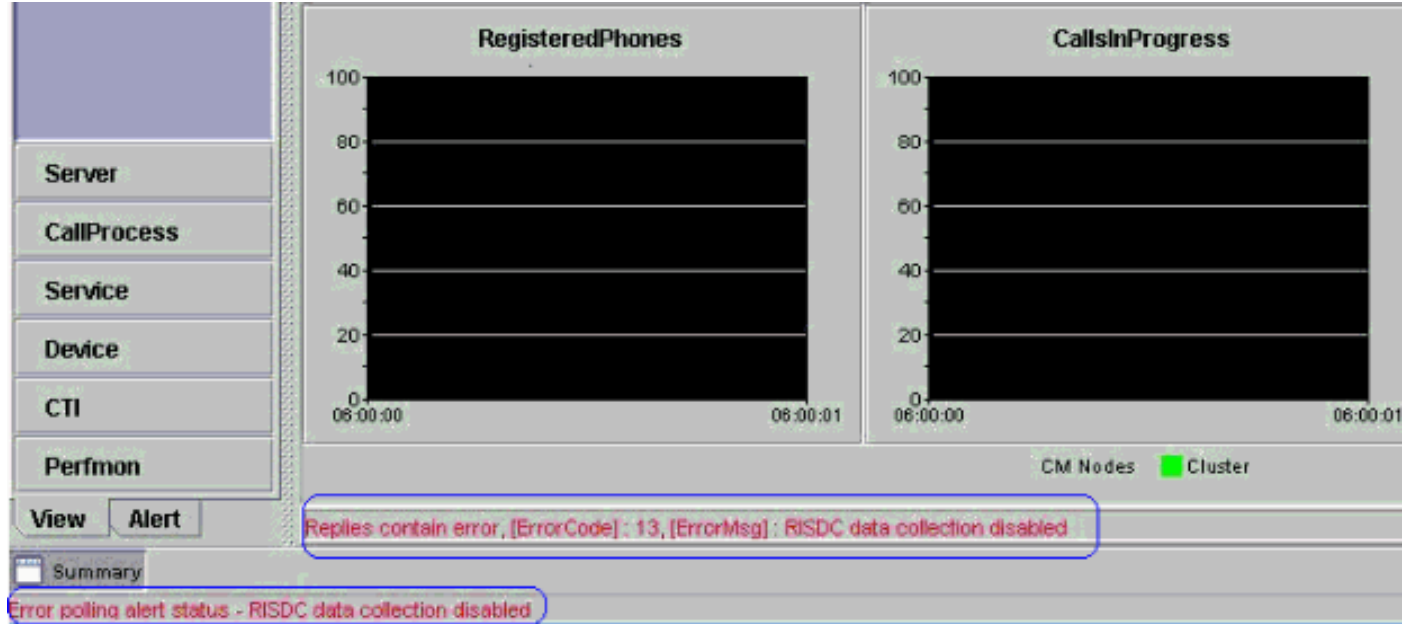 RegisteredPhones
100
80
60
40
20
0
06:00:00 06:00:01
CallsInProgress
100
80
60
40
20
0
06:00:00 06:00:01
Server
CallProcess
Service
Device
CTI
Perfmon
View Alert
CM Nodes Cluster
Replies contain error, [ErrorCode] : 13, [ErrorMsg] : RISDC data collection disabled
Summary
Error polling alert status - RISDC data collection disabled